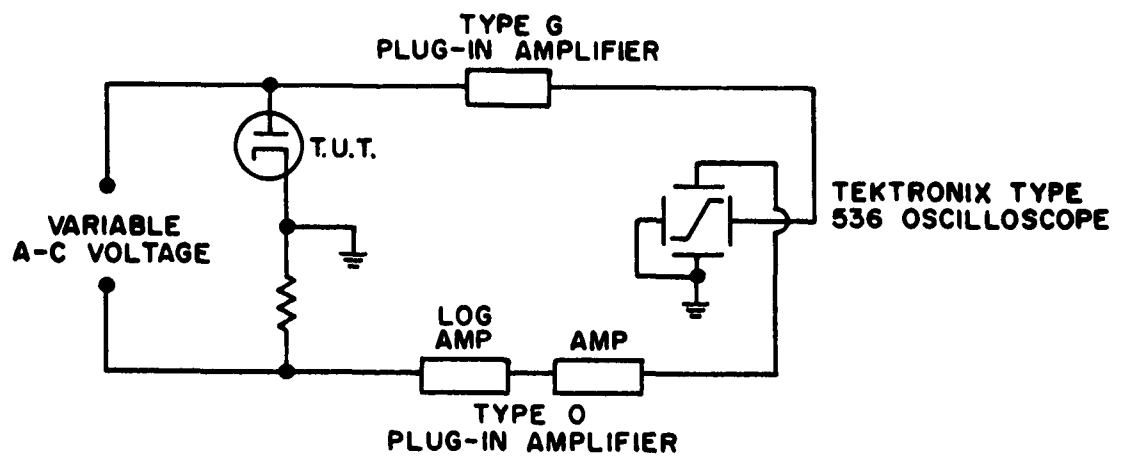 TYPE G
PLUG-IN AMPLIFIER
T.U.T.
VARIABLE
A-C VOLTAGE
TEKTRONIX TYPE
536 OSCILLOSCOPE
LOG
AMP
AMP
TYPE O
PLUG-IN AMPLIFIER